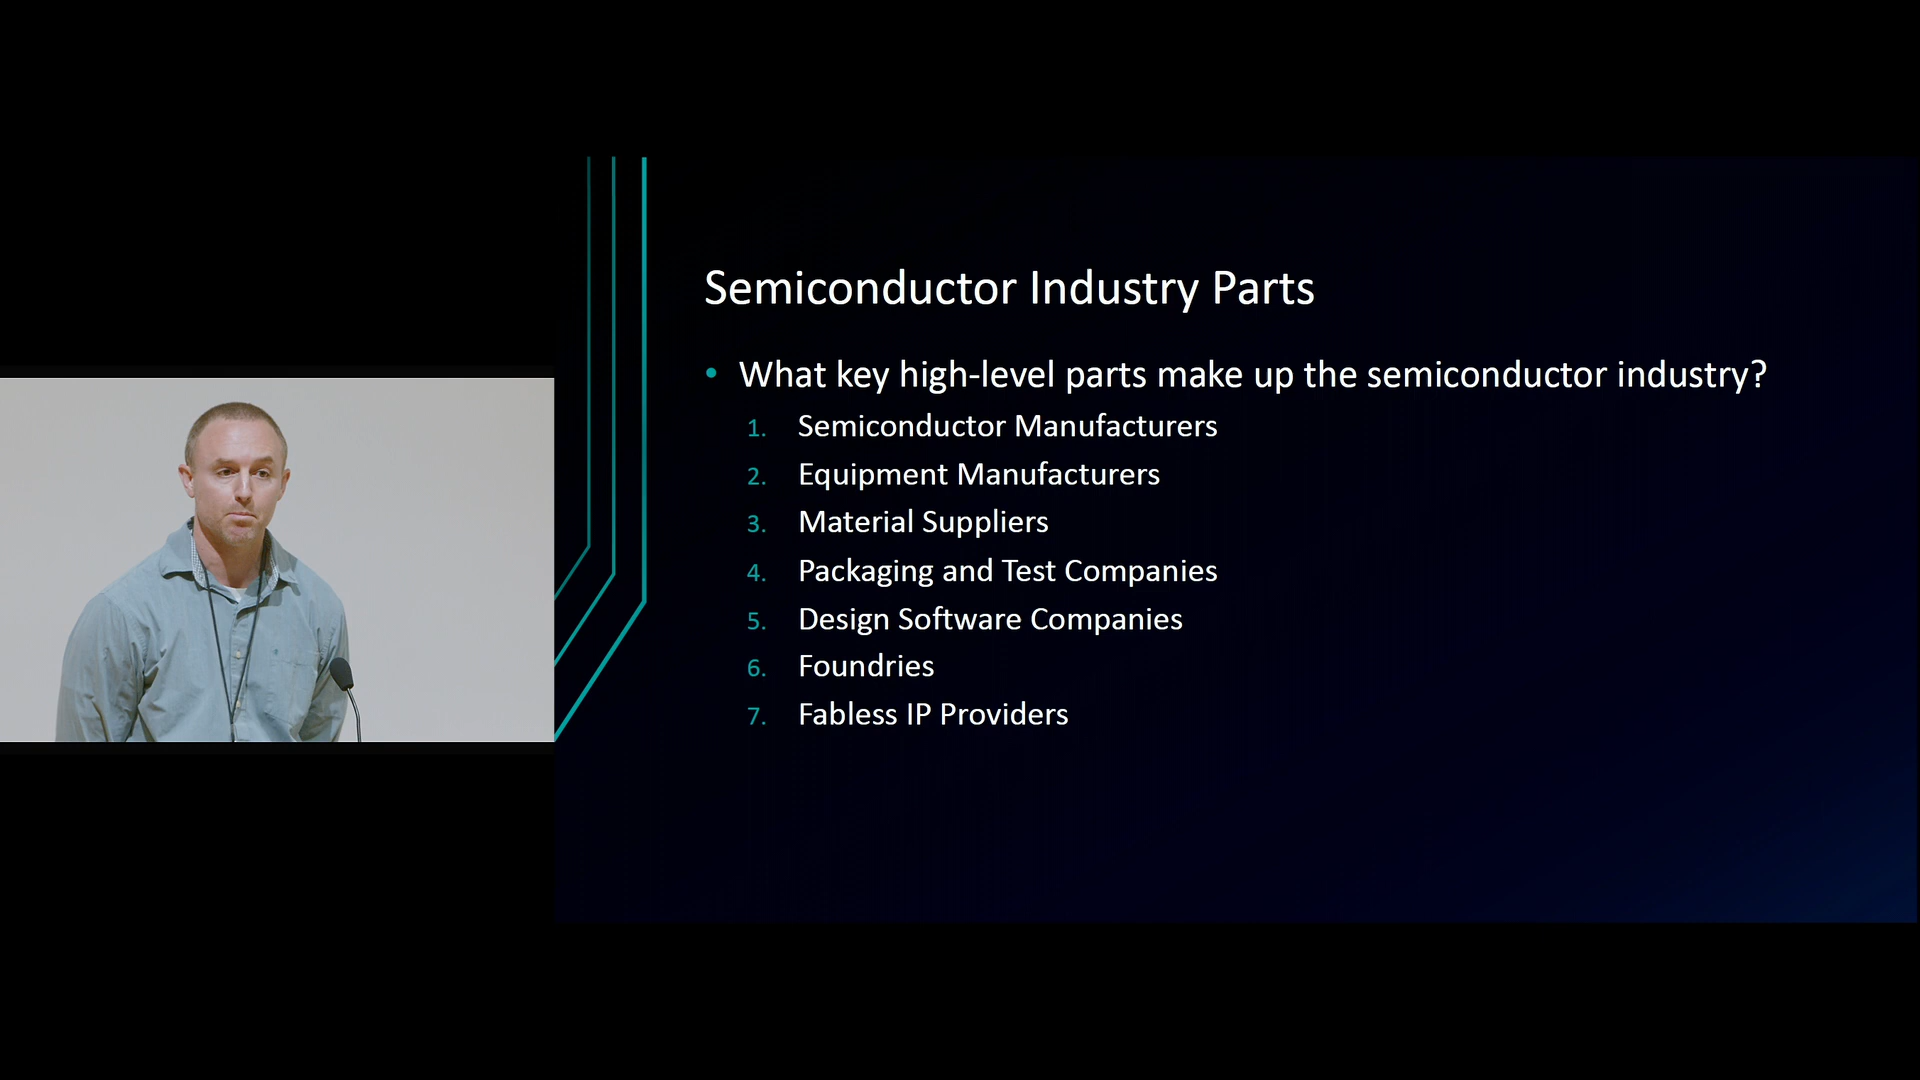 Semiconductor Industry Parts
• What key high-level parts make up the semiconductor industry?
1. Semiconductor Manufacturers
2. Equipment Manufacturers
3. Material Suppliers
4. Packaging and Test Companies
5. Design Software Companies
6. Foundries
7. Fabless IP Providers